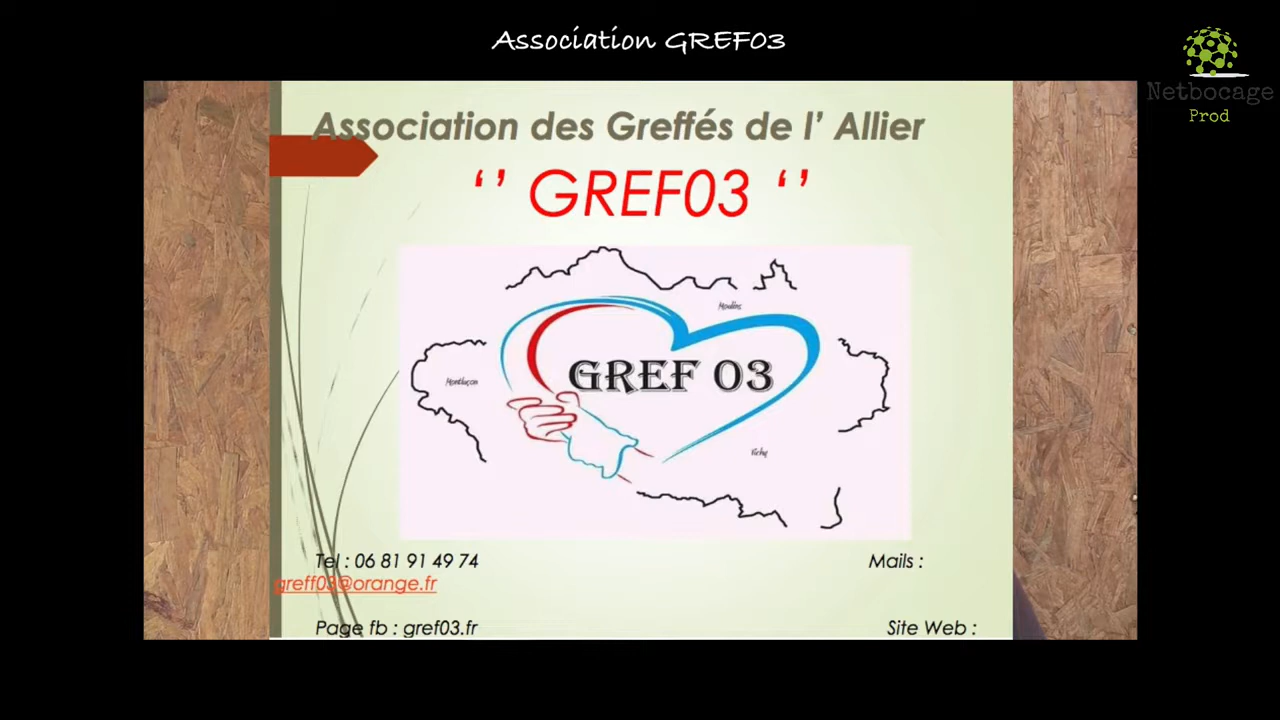 Association GREF03
Netbocage
Prod
Association des Greffés de l’ Allier
‘’ GREF03 ‘’
Moulins
GREF 03
Montluçon
Vichy
Tel : 06 81 91 49 74 Mails :
greff03@orange.fr
Page fb : gref03.fr Site Web :